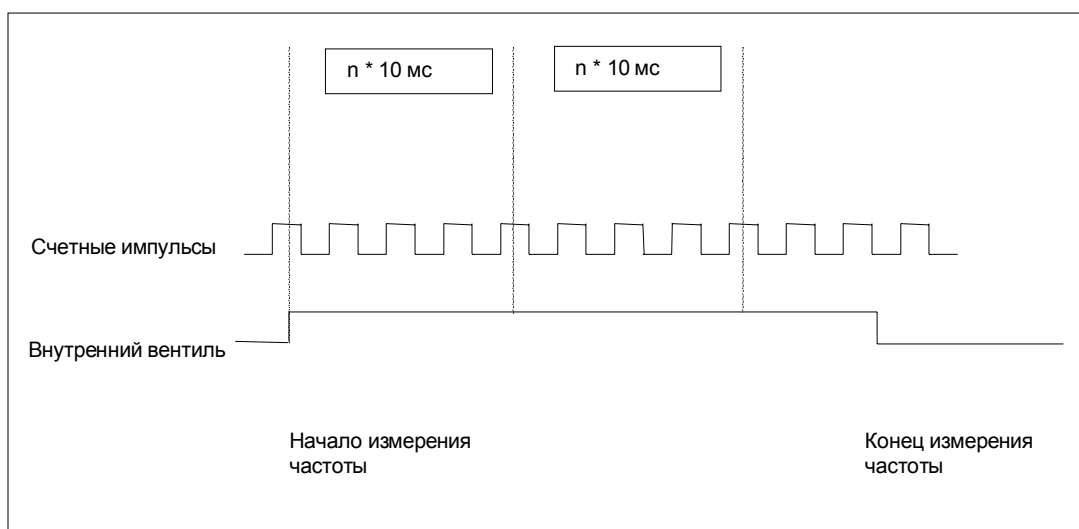 n * 10 мс
n * 10 мс
Счетные импульсы
Внутренний вентиль
Начало измерения
частоты
Конец измерения
частоты